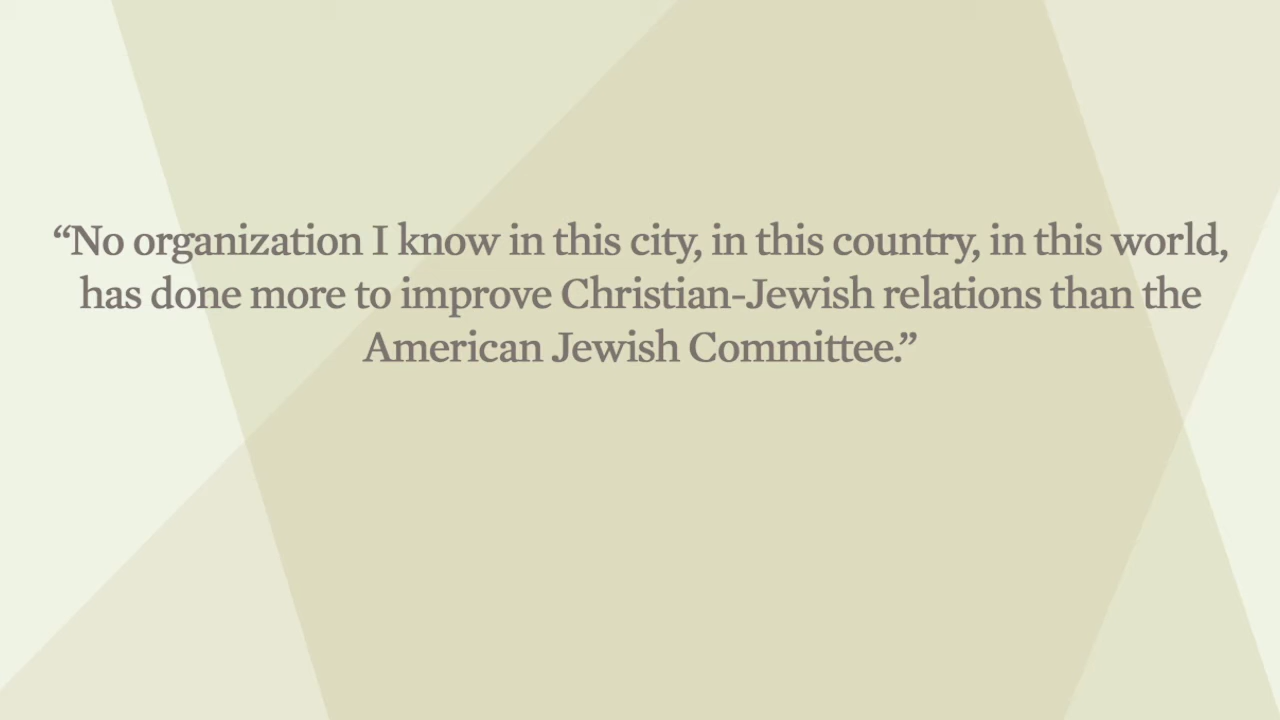 “No organization I know in this city, in this country, in this world,
has done more to improve Christian-Jewish relations than the
American Jewish Committee.”